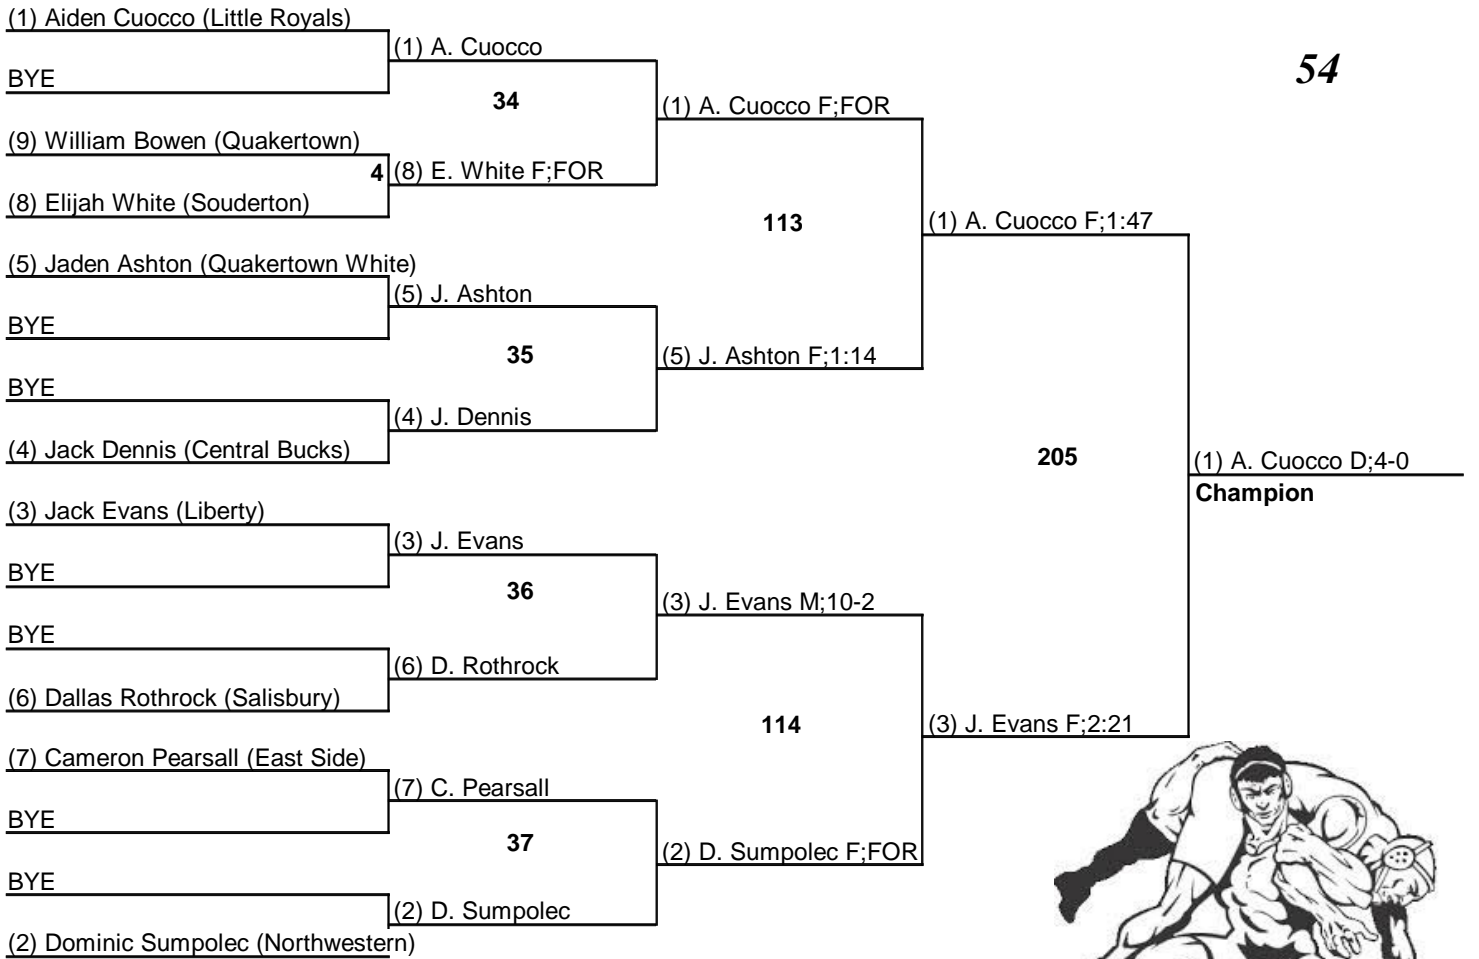 (1) Aiden Cuocco (Little Royals)
(1) A. Cuocco
54
BYE
34
(1) A. Cuocco F;FOR
(9) William Bowen (Quakertown)
4
(8) E. White F;FOR
(8) Elijah White (Souderton)
113
(1) A. Cuocco F;1:47
(5) Jaden Ashton (Quakertown White)
(5) J. Ashton
BYE
35
(5) J. Ashton F;1:14
BYE
(4) J. Dennis
(4) Jack Dennis (Central Bucks)
205
(1) A. Cuocco D;4-0
Champion
(3) Jack Evans (Liberty)
(3) J. Evans
BYE
36
(3) J. Evans M;10-2
BYE
(6) D. Rothrock
(6) Dallas Rothrock (Salisbury)
114
(3) J. Evans F;2:21
(7) Cameron Pearsall (East Side)
(7) C. Pearsall
BYE
37
(2) D. Sumpolec F;FOR
BYE
(2) D. Sumpolec
(2) Dominic Sumpolec (Northwestern)